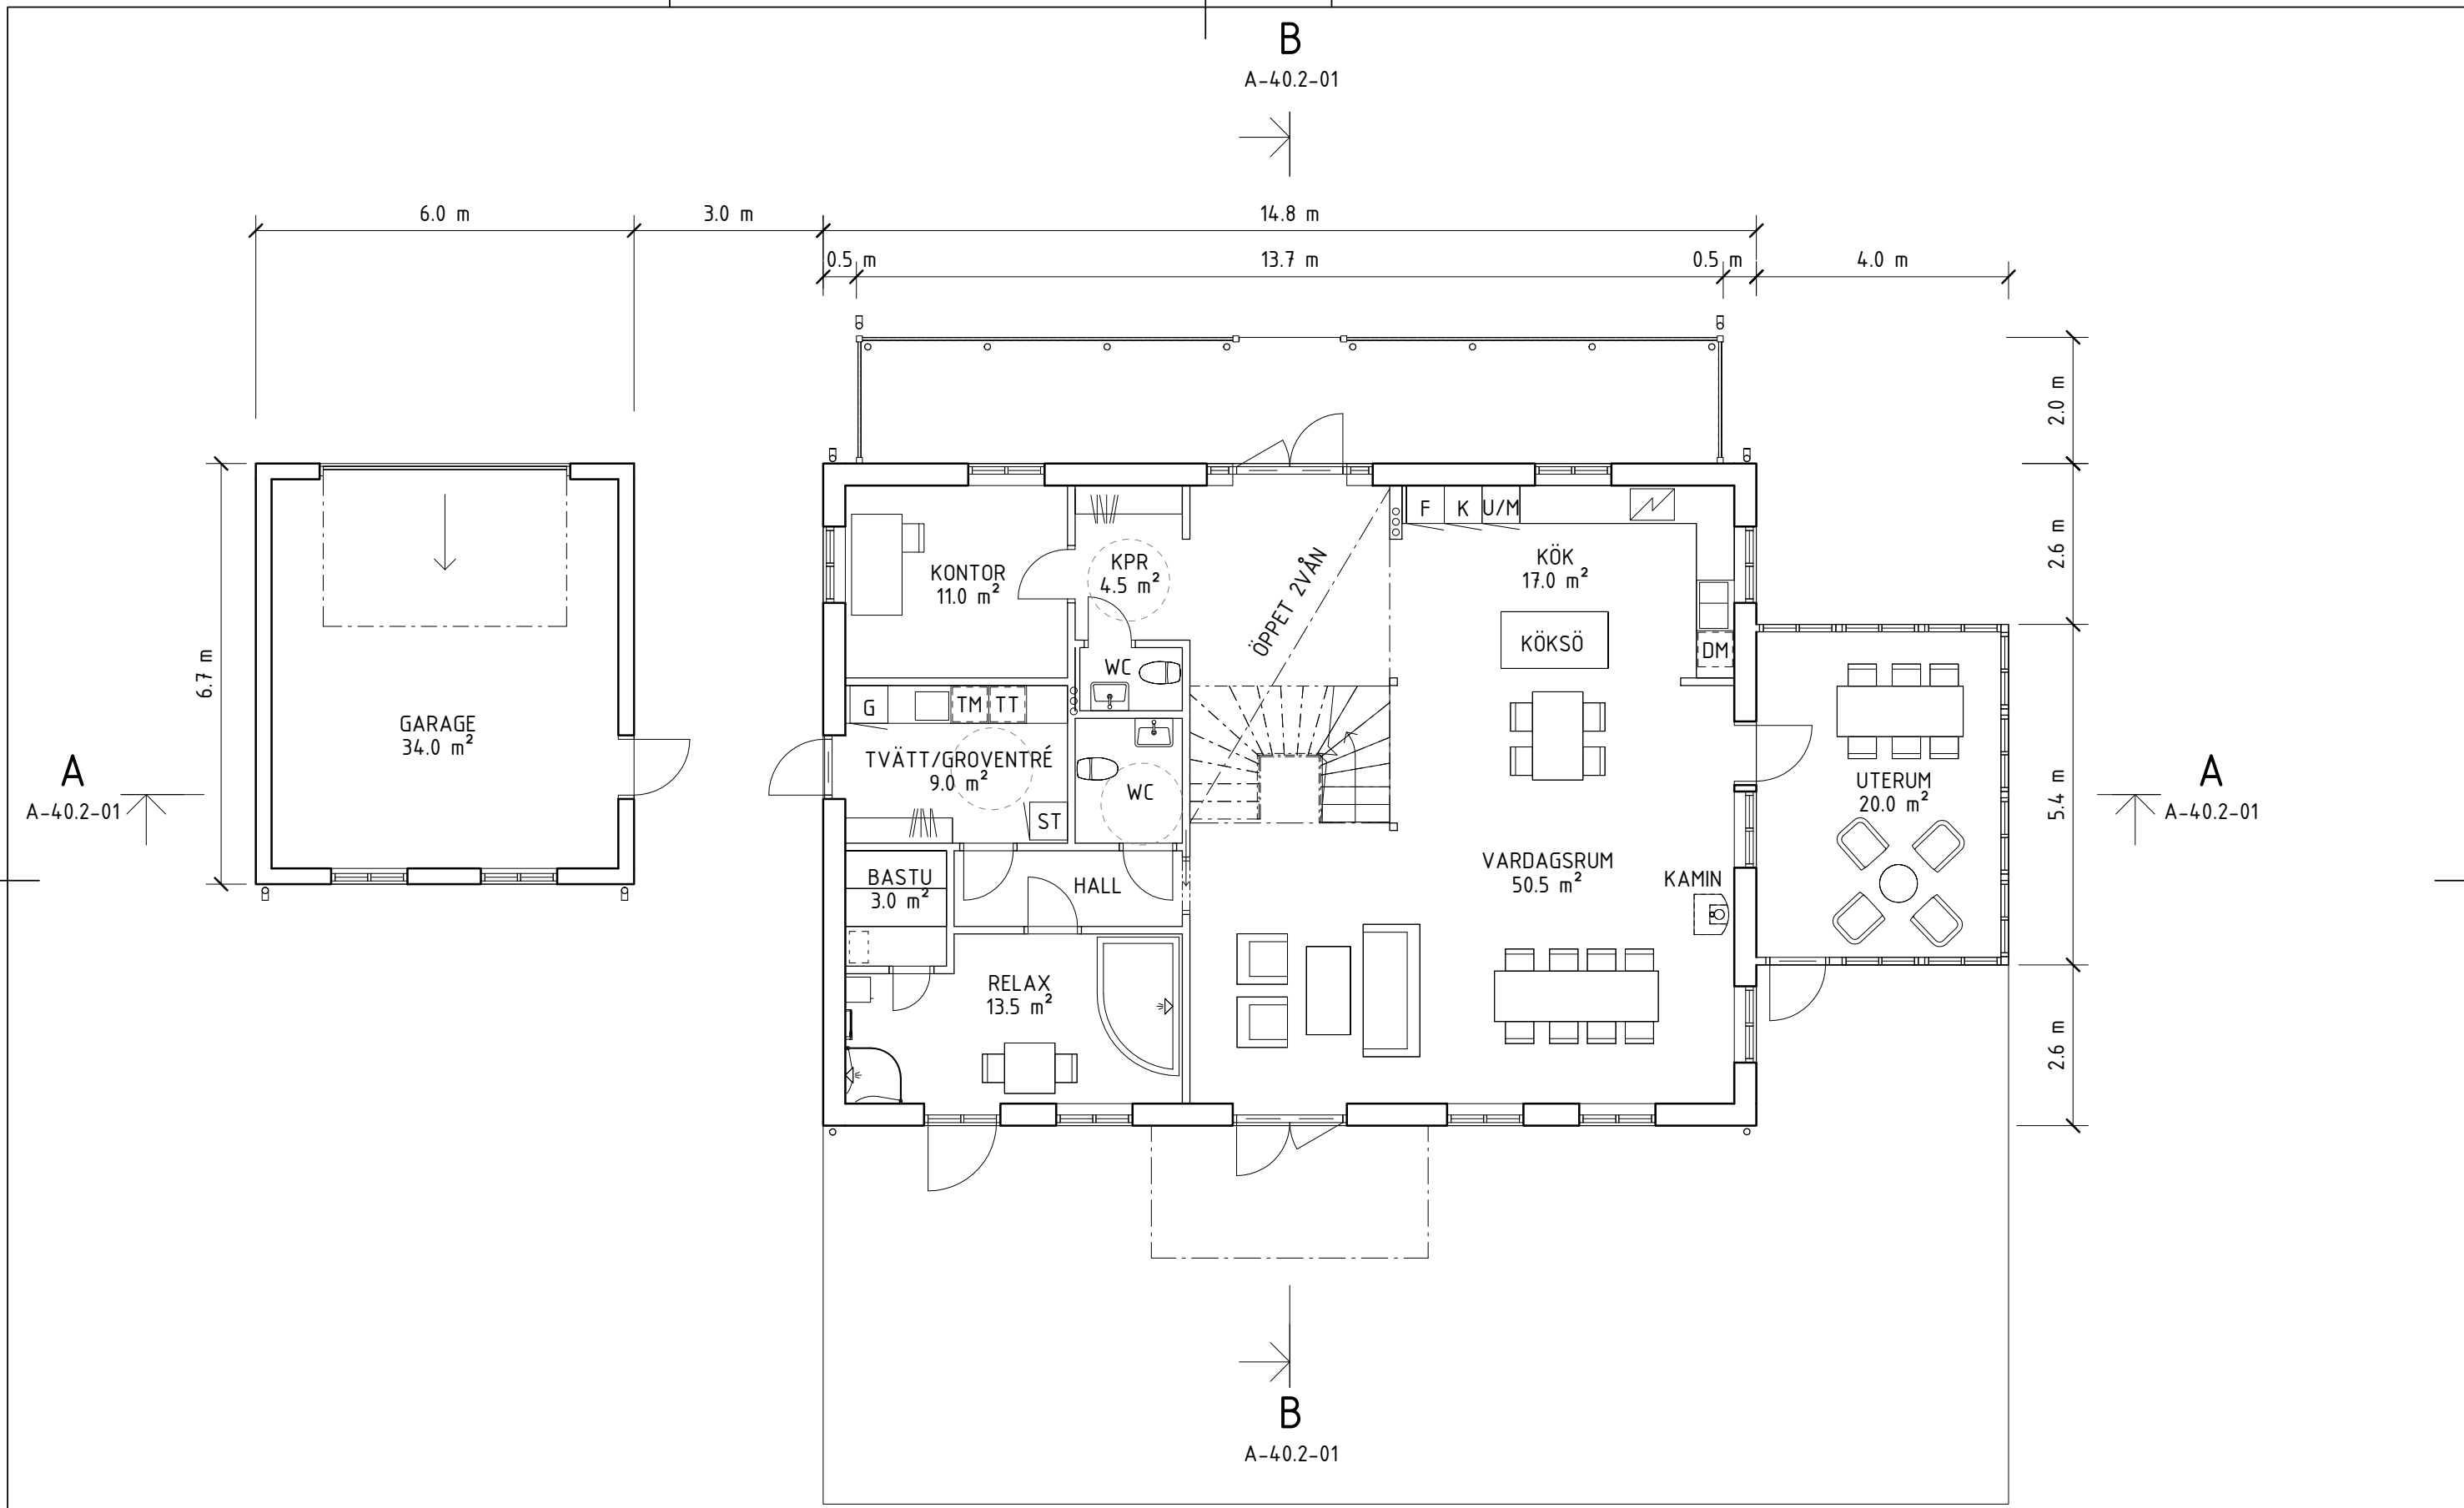 B
A-40.2-01
6.0 m
3.0 m
14.8 m
0.5 m
13.7 m
0.5 m
4.0 m
2.0 m
2.6 m
5.4 m
2.6 m
6.7 m
GARAGE
34.0 m²
A
A-40.2-01
KONTOR
11.0 m²
KPR
4.5 m²
ÖPPET 2VÅN
F
K
U/M
KÖK
17.0 m²
KÖKSÖ
DM
WC
G
TM
TT
TVÄTT/GROVENTRÉ
9.0 m²
ST
WC
UTERUM
20.0 m²
A
A-40.2-01
BASTU
3.0 m²
HALL
VARDAGSRUM
50.5 m²
KAMIN
RELAX
13.5 m²
B
A-40.2-01